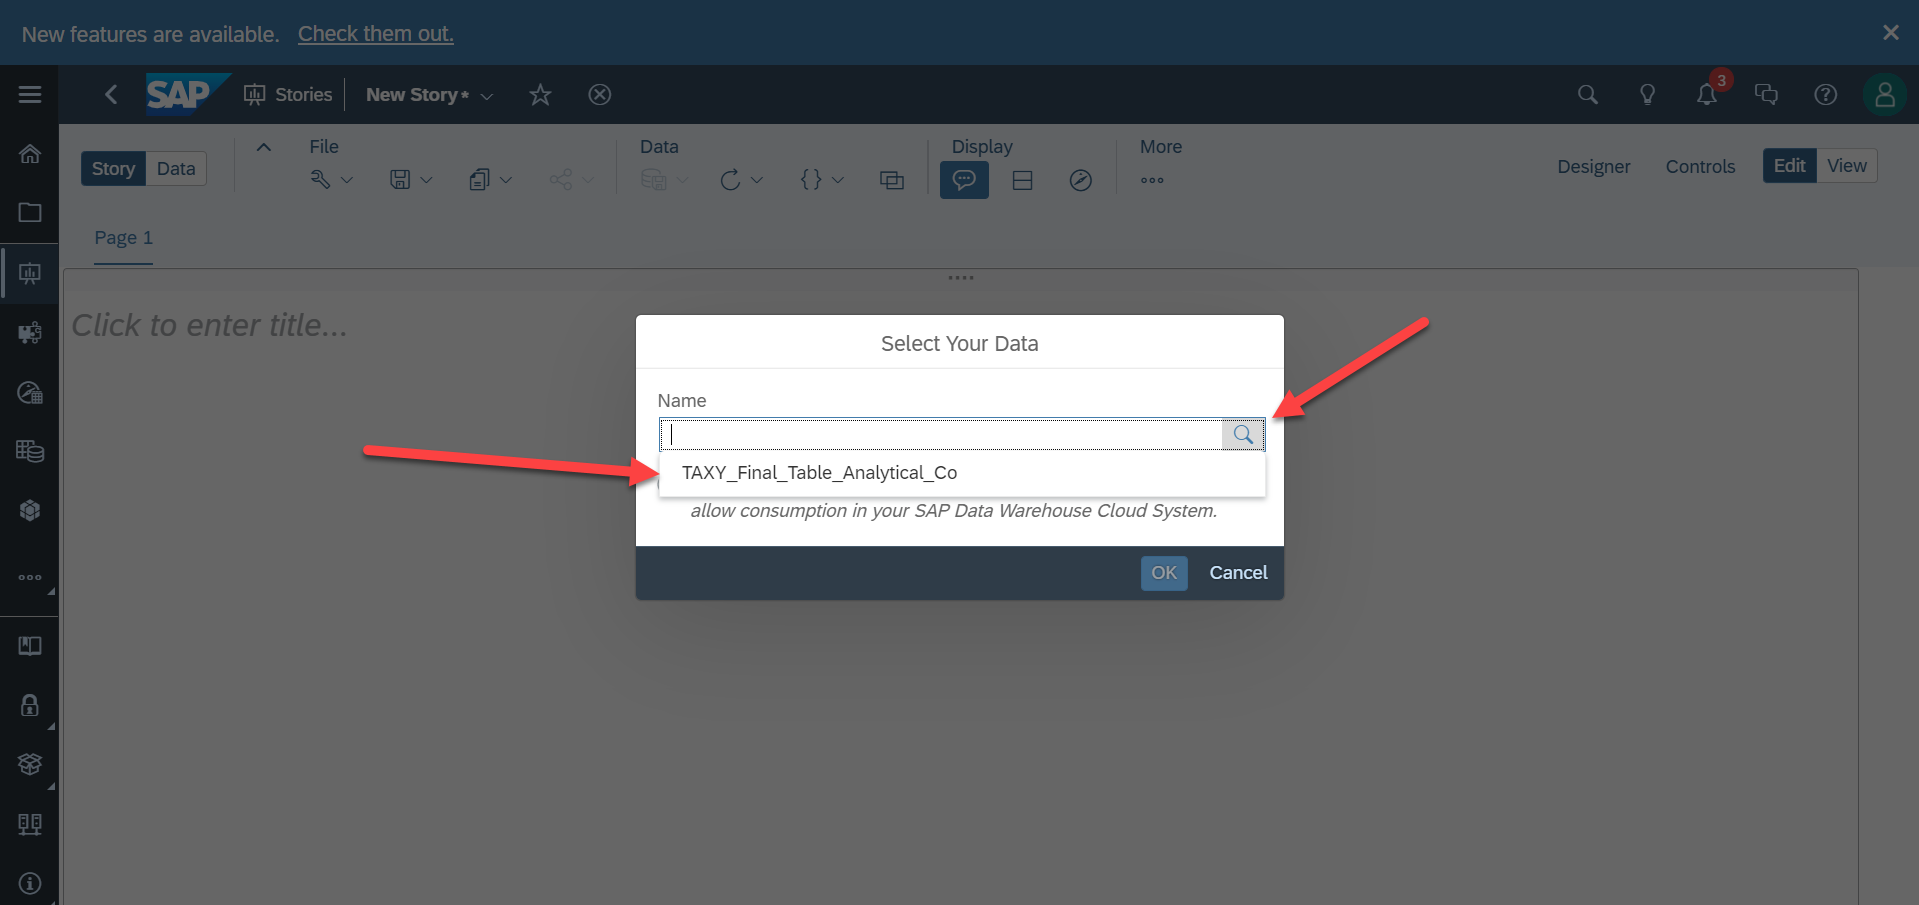 New features are available. Check them out.
SAP Stories New Story* 3
File Data Display More
Story Data Designer Controls Edit View
Page 1
Click to enter title...
Select Your Data
Name
TAXY_Final_Table_Analytical_Co
allow consumption in your SAP Data Warehouse Cloud System.
OK Cancel